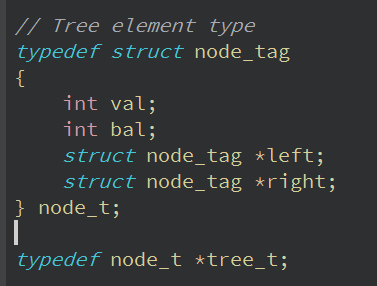 // Tree element type
typedef struct node_tag
{
    int val;
    int bal;
    struct node_tag *left;
    struct node_tag *right;
} node_t;

typedef node_t *tree_t;